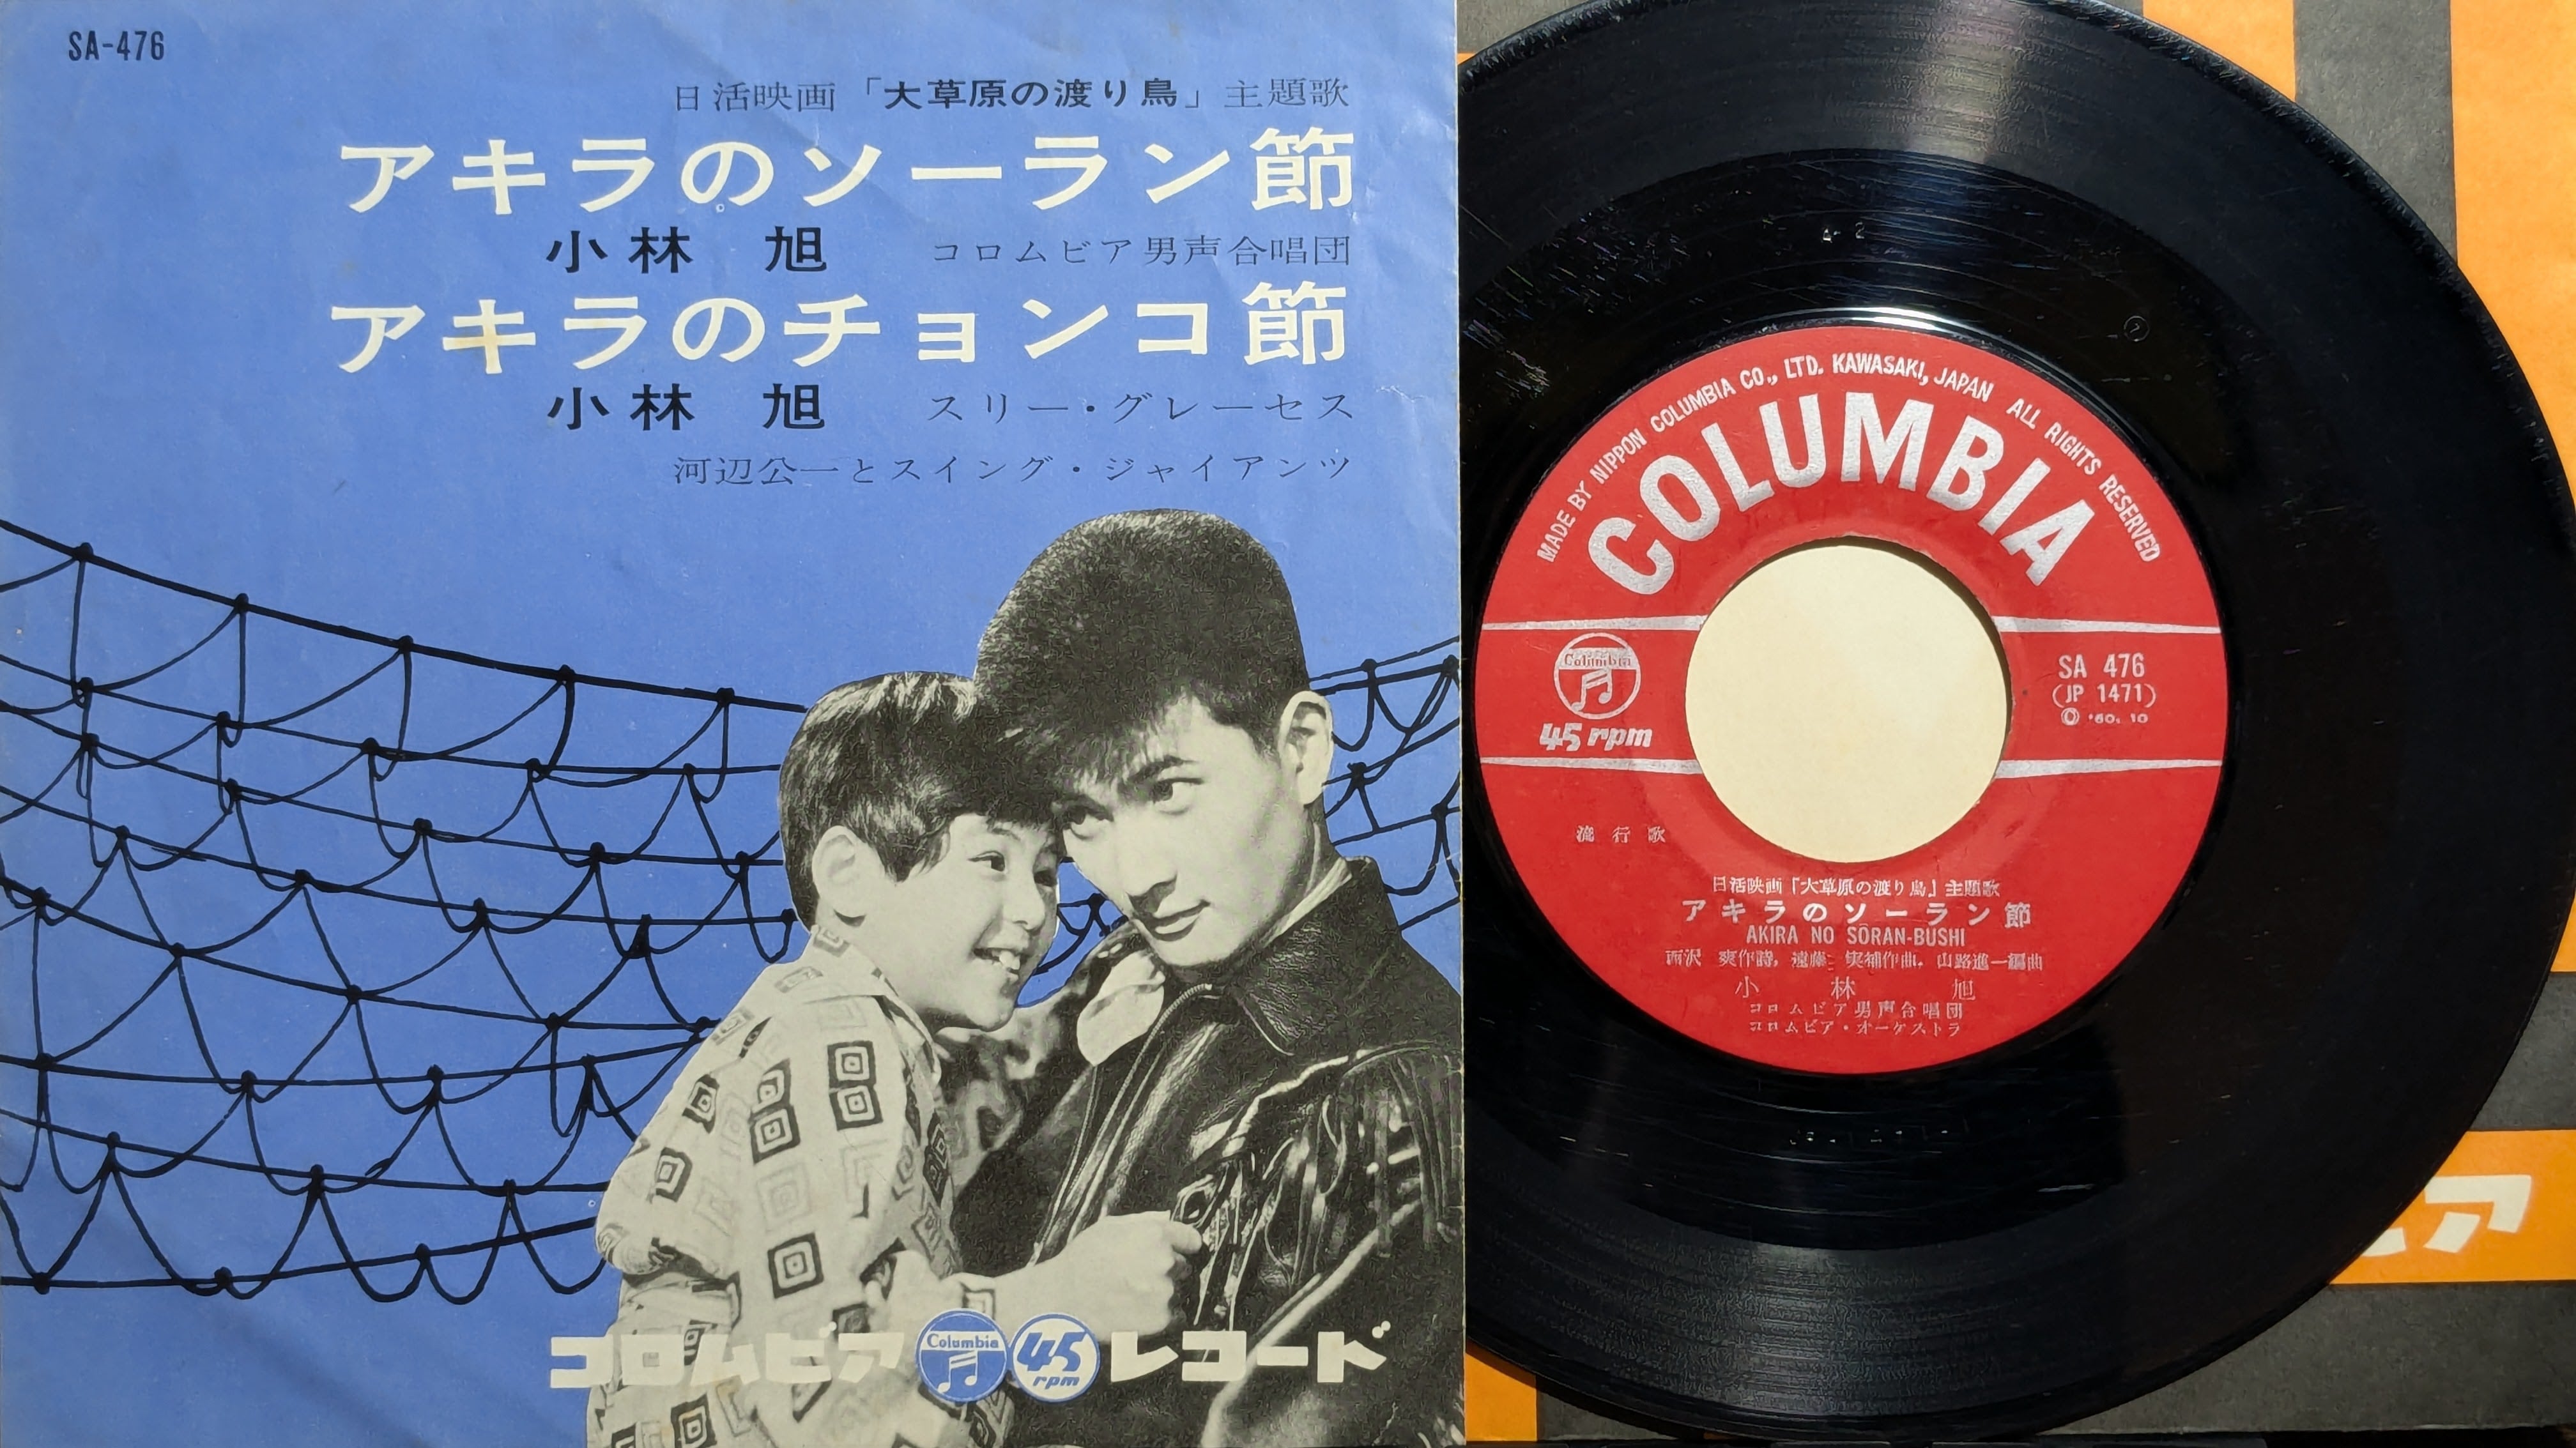 SA-476
日活映画「大草原の渡り鳥」主題歌
アキラのソーラン節
小林 旭 コロムビア男声合唱団
アキラのチョンコ節
小林 旭 スリー・グレーセス
河辺公一とスイング・ジャイアンツ
コロムビア Columbia 45 rpm レコード
MADE BY NIPPON COLUMBIA CO., LTD. KAWASAKI, JAPAN ALL RIGHTS RESERVED
COLUMBIA
Columbia
45 rpm
SA 476
(JP 1471)
Ⓒ '60. 10
流行歌
日活映画「大草原の渡り鳥」主題歌
アキラのソーラン節
AKIRA NO SŌRAN-BUSHI
西沢 爽作詩, 遠藤 実補作曲, 山路進一編曲
小林 旭
コロムビア男声合唱団
コロムビア・オーケストラ
ビア